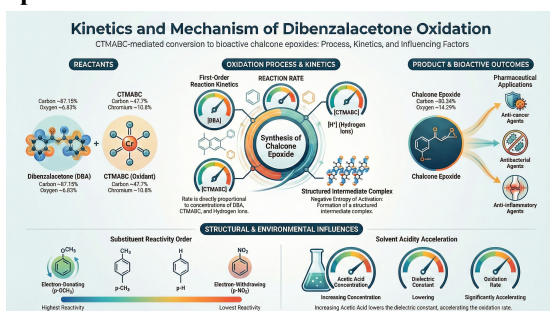 Kinetics and Mechanism of Dibenzalacetone Oxidation
CTMABC-mediated conversion to bioactive chalcone epoxides: Process, Kinetics, and Influencing Factors
REACTANTS
Carbon ~87.15%
Oxygen ~6.83%
CTMABC
Carbon ~47.7%
Chromium ~10.8%
+
Cr
Dibenzalacetone (DBA)
Carbon ~87.15%
Oxygen ~6.83%
CTMABC (Oxidant)
Carbon ~47.7%
Chromium ~10.8%
OXIDATION PROCESS & KINETICS
First-Order
Reaction Kinetics
[DBA]
REACTION RATE
[CTMABC]
[H⁺] (Hydrogen
Ions)
Synthesis of
Chalcone
Epoxide
[CTMABC]
Rate is directly proportional
to concentrations of DBA,
CTMABC, and Hydrogen Ions.
Structured Intermediate Complex
Negative Entropy of Activation:
Formation of a structured
intermediate complex.
PRODUCT & BIOACTIVE OUTCOMES
Chalcone Epoxide
Carbon ~80.34%
Oxygen ~14.29%
Chalcone Epoxide
Pharmaceutical
Applications
Anti-cancer
Agents
Antibacterial
Agents
Anti-inflammatory
Agents
STRUCTURAL & ENVIRONMENTAL INFLUENCES
Substituent Reactivity Order
OCH₃
CH₃
H
NO₂
Electron-Donating
(p-OCH₃)
p-CH₃
p-H
Electron-Withdrawing
(p-NO₂)
Highest Reactivity
Lowest Reactivity
Solvent Acidity Acceleration
Acetic Acid
Concentration
Dielectric
Constant
Oxidation
Rate
Increasing Concentration
Lowering
Significantly Accelerating
Increasing Acetic Acid lowers the dielectric constant, accelerating the oxidation rate.